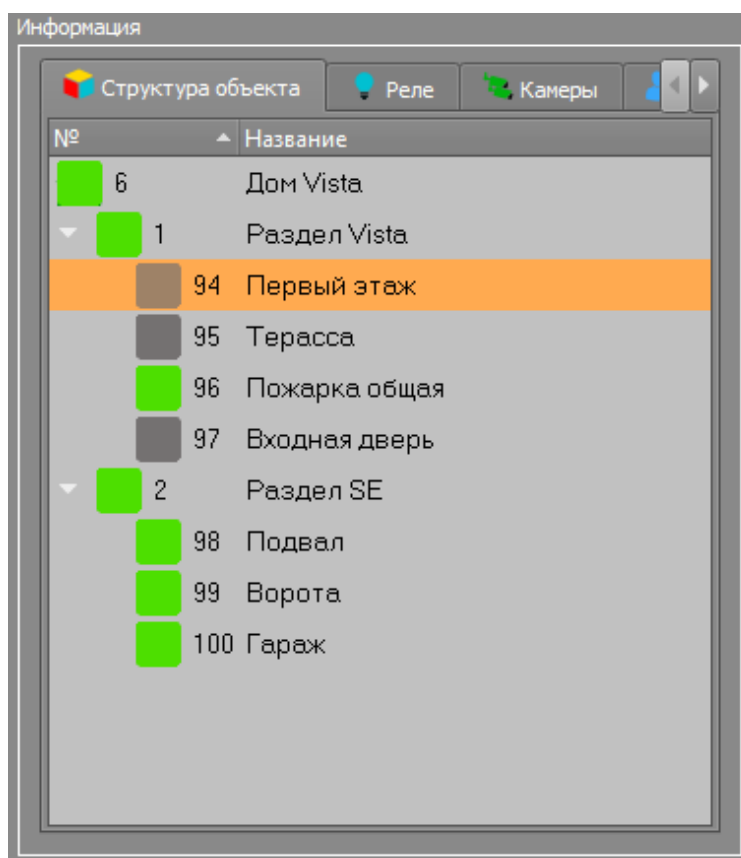 Информация
Структура объекта Реле Камеры
№ Название
6 Дом Vista
1 Раздел Vista
94 Первый этаж
95 Терасса
96 Пожарка общая
97 Входная дверь
2 Раздел SE
98 Подвал
99 Ворота
100 Гараж